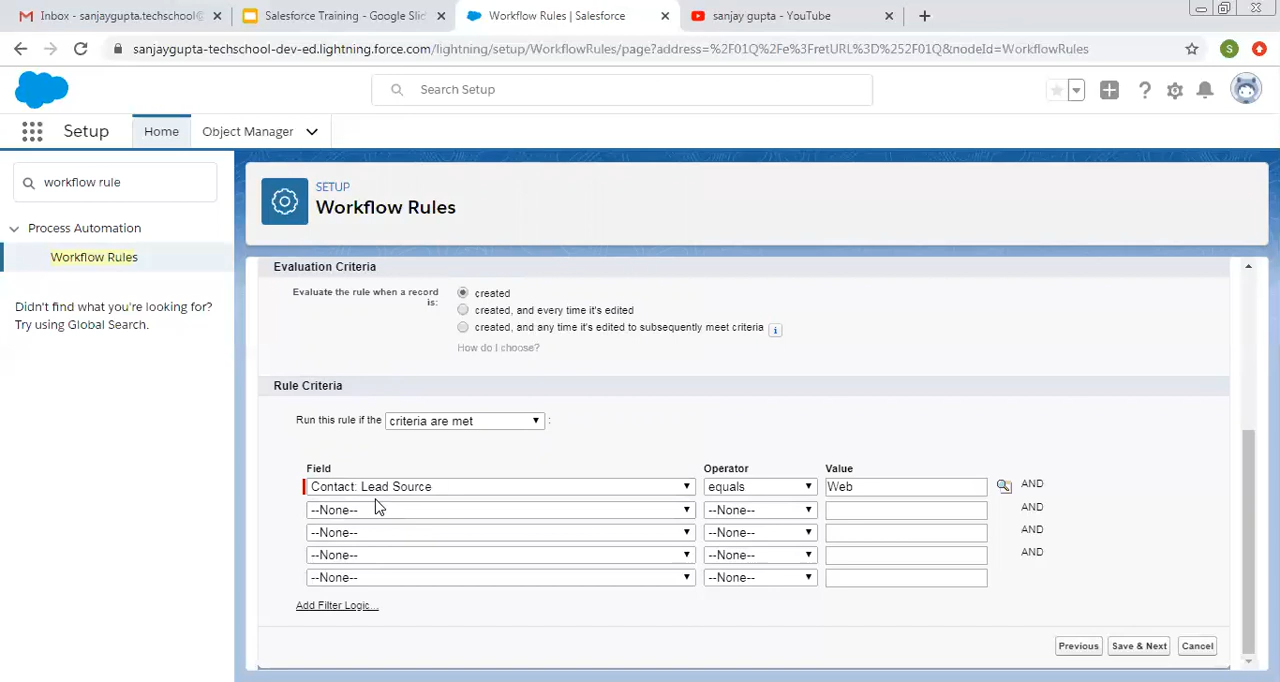 Inbox - sanjaygupta.techschool@
Salesforce Training - Google Slid
Workflow Rules | Salesforce
sanjay gupta - YouTube
sanjaygupta-techschool-dev-ed.lightning.force.com/lightning/setup/WorkflowRules/page?address=%2F01Q%2Fe%3FretURL%3D%252F01Q&nodeId=WorkflowRules
S
Search Setup
Setup
Home
Object Manager
workflow rule
Process Automation
Workflow Rules
Didn't find what you're looking for?
Try using Global Search.
SETUP
Workflow Rules
Evaluation Criteria
Evaluate the rule when a record
is:
created
created, and every time it's edited
created, and any time it's edited to subsequently meet criteria
How do I choose?
Rule Criteria
Run this rule if the criteria are met :
Field Operator Value
Contact: Lead Source equals Web AND
--None-- --None-- AND
--None-- --None-- AND
--None-- --None-- AND
--None-- --None--
Add Filter Logic...
Previous Save & Next Cancel